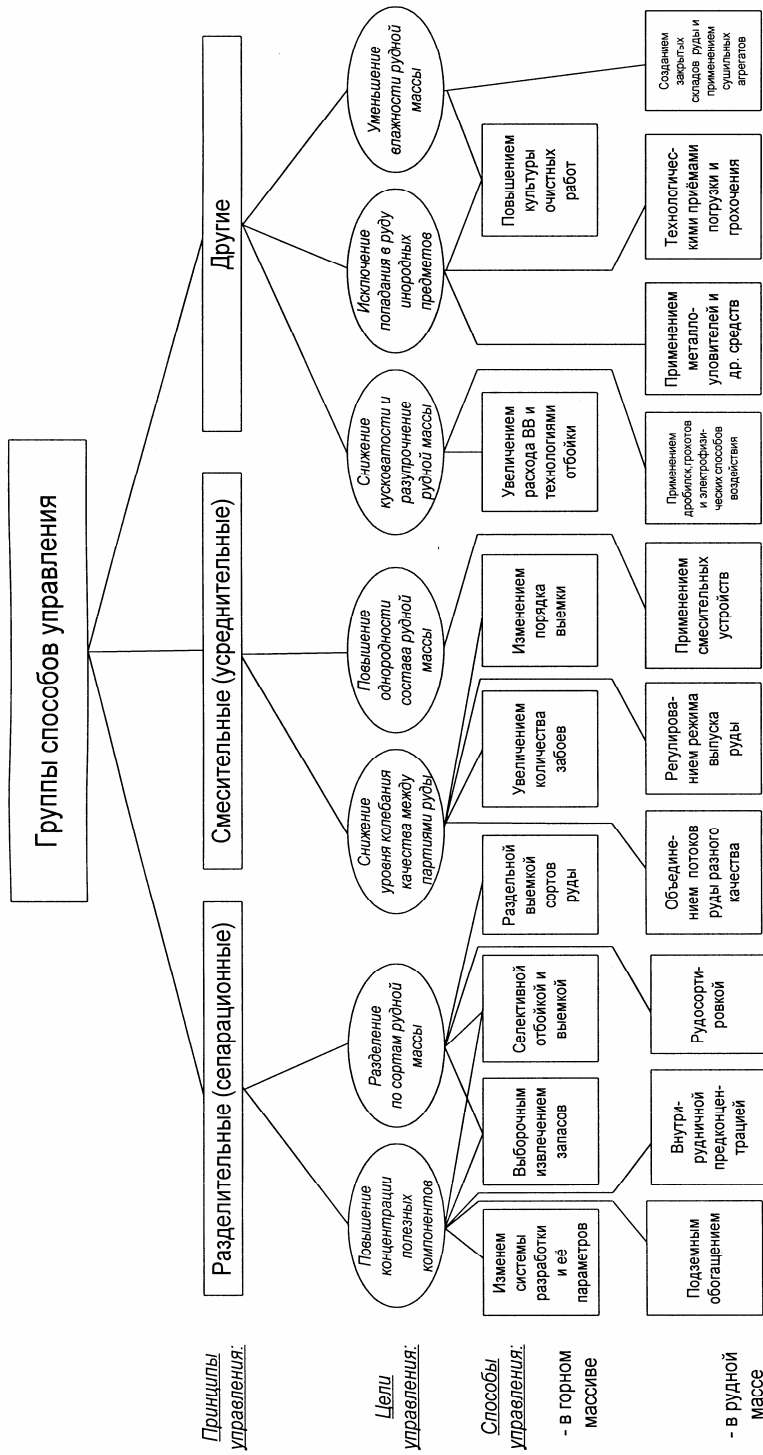 Группы способов управления
Принципы
управления:
Разделительные (сепарационные)
Смесительные (усреднительные)
Другие
Цели
управления:
Повышение
концентрации
полезных
компонентов
Разделение
по сортам рудной
массы
Снижение
уровня колебания
качества между
партиями руды
Повышение
однородности
состава рудной
массы
Снижение
кусковатости и
разупрочнение
рудной массы
Исключение
попадания в руду
инородных
предметов
Уменьшение
влажности рудной
массы
Способы
управления:
- в горном
массиве
Изменем
системы
разработки
и её
параметров
Выборочным
извлечением
запасов
Селективной
отбойкой и
выемкой
Раздельной
выемкой
сортов
руды
Увеличением
количества
забоев
Изменением
порядка
выемки
Увеличением
расхода ВВ и
технологиями
отбойки
Повышением
культуры
очистных
работ
- в рудной
массе
Подземным
обогащением
Внутри-
рудничной
предконцен-
трацией
Рудосорти-
ровкой
Объедине-
нием потоков
руды разного
качества
Регулирова-
нием режима
выпуска
руды
Применением
смесительных
устройств
Применением
дробилск,грохотов
и электрофизи-
ческих способов
воздействия
Применением
металло-
уловителей и
др. средств
Технологичес-
кими приёмами
погрузки и
грохочения
Созданием
закрытых
складов руды и
применением
сушильных
агрегатов